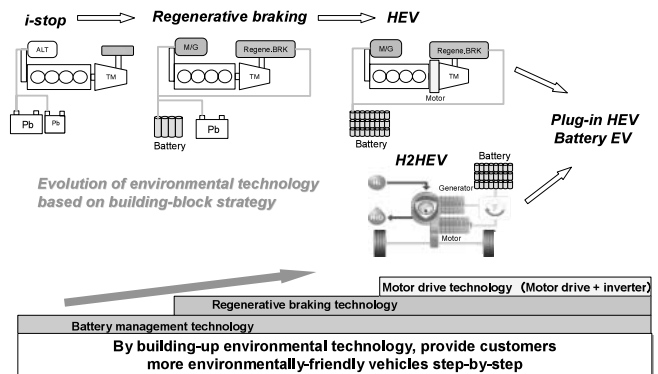 i-stop
Regenerative braking
HEV
ALT
TM
Pb
Pb
M/G
Regene.BRK
TM
Battery
Pb
M/G
Regene,BRK
TM
Motor
Battery
Plug-in HEV
Battery EV
H2HEV
Battery
Generator
Motor
Evolution of environmental technology
based on building-block strategy
Motor drive technology (Motor drive + inverter)
Regenerative braking technology
Battery management technology
By building-up environmental technology, provide customers
more environmentally-friendly vehicles step-by-step